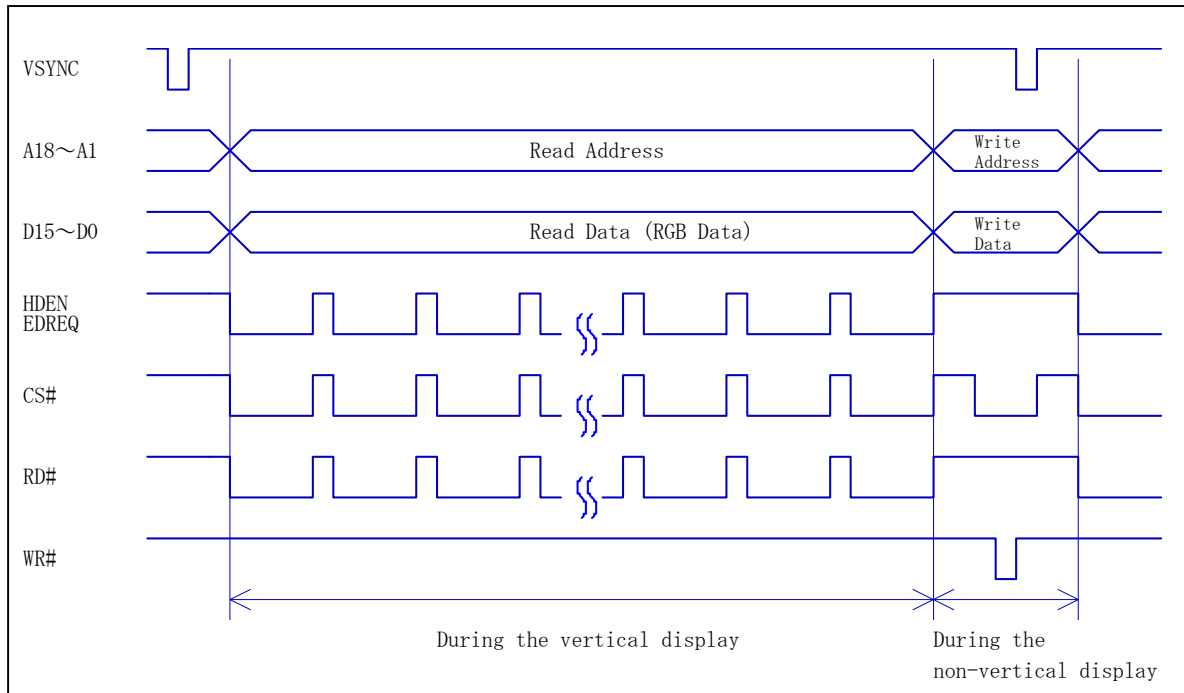 VSYNC
A18～A1
Read Address
Write
Address
D15～D0
Read Data (RGB Data)
Write
Data
HDEN
EDREQ
CS#
RD#
WR#
During the vertical display
During the
non-vertical display